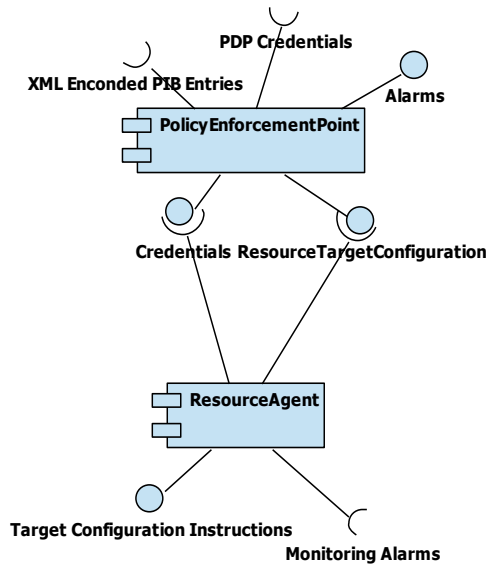 PDP Credentials
XML Enconded PIB Entries
Alarms
PolicyEnforcementPoint
Credentials
ResourceTargetConfiguration
ResourceAgent
Target Configuration Instructions
Monitoring Alarms